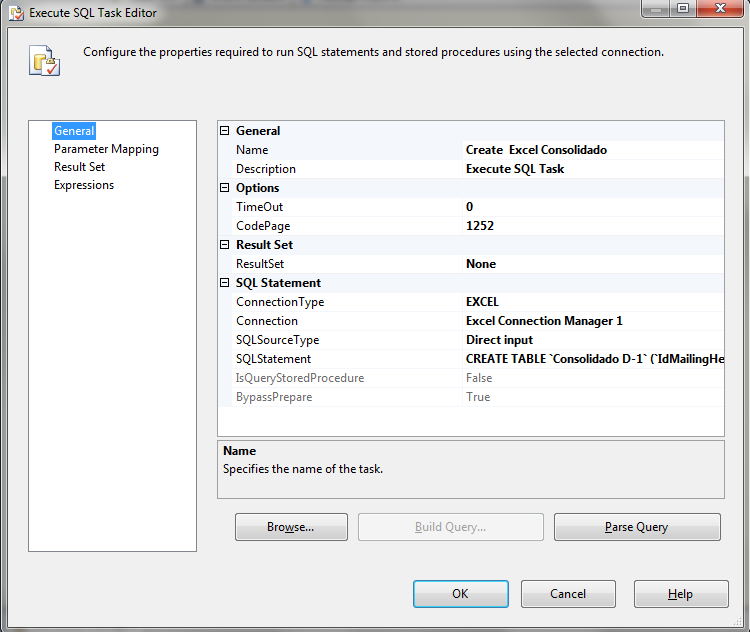 Execute SQL Task Editor
Configure the properties required to run SQL statements and stored procedures using the selected connection.
General
Parameter Mapping
Result Set
Expressions
General
Name Create  Excel Consolidado
Description Execute SQL Task
Options
TimeOut 0
CodePage 1252
Result Set
ResultSet None
SQL Statement
ConnectionType EXCEL
Connection Excel Connection Manager 1
SQLSourceType Direct input
SQLStatement CREATE TABLE `Consolidado D-1` (`IdMailingHe
IsQueryStoredProcedure False
BypassPrepare True
Name
Specifies the name of the task.
Browse... Build Query... Parse Query
OK Cancel Help